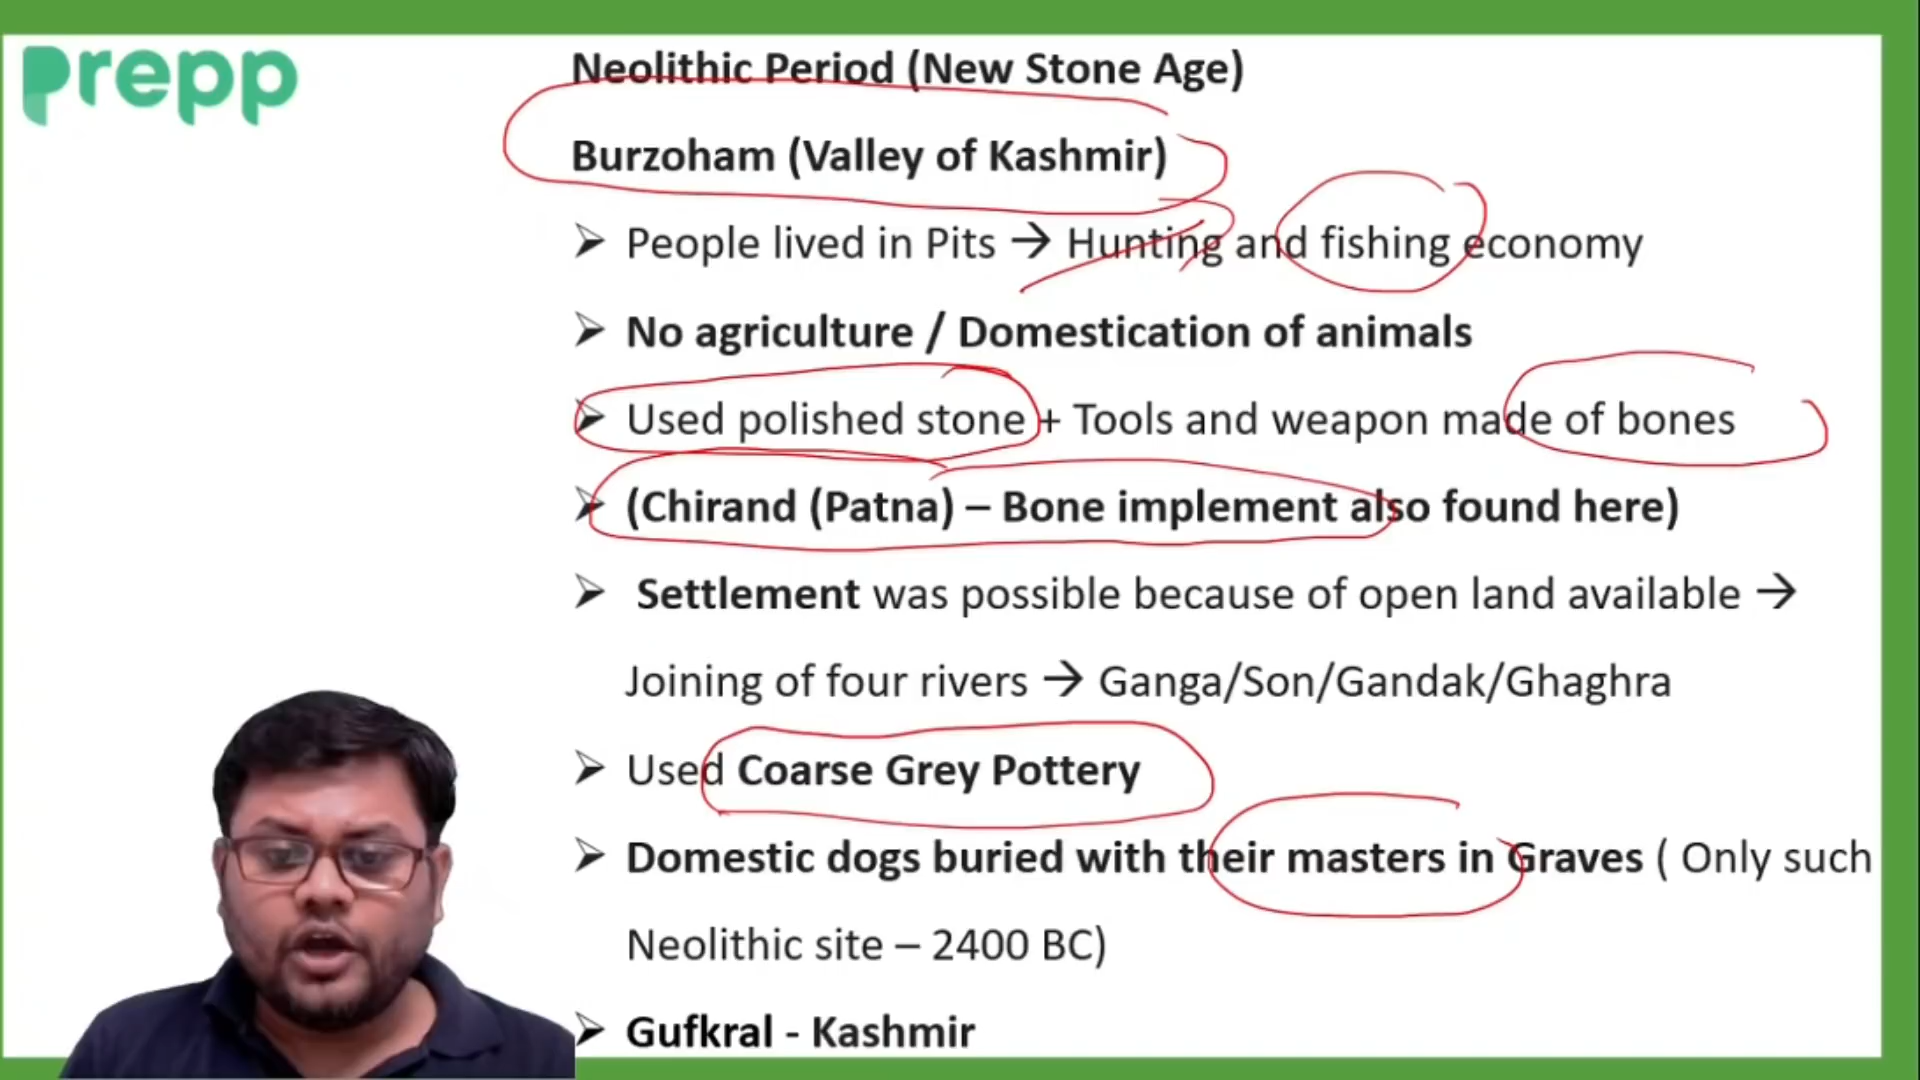 Prepp
Neolithic Period (New Stone Age)
Burzoham (Valley of Kashmir)
➢ People lived in Pits → Hunting and fishing economy
➢ No agriculture / Domestication of animals
➢ Used polished stone + Tools and weapon made of bones
➢ (Chirand (Patna) – Bone implement also found here)
➢ Settlement was possible because of open land available →
Joining of four rivers → Ganga/Son/Gandak/Ghaghra
➢ Used Coarse Grey Pottery
➢ Domestic dogs buried with their masters in Graves ( Only such
Neolithic site – 2400 BC)
➢ Gufkral - Kashmir